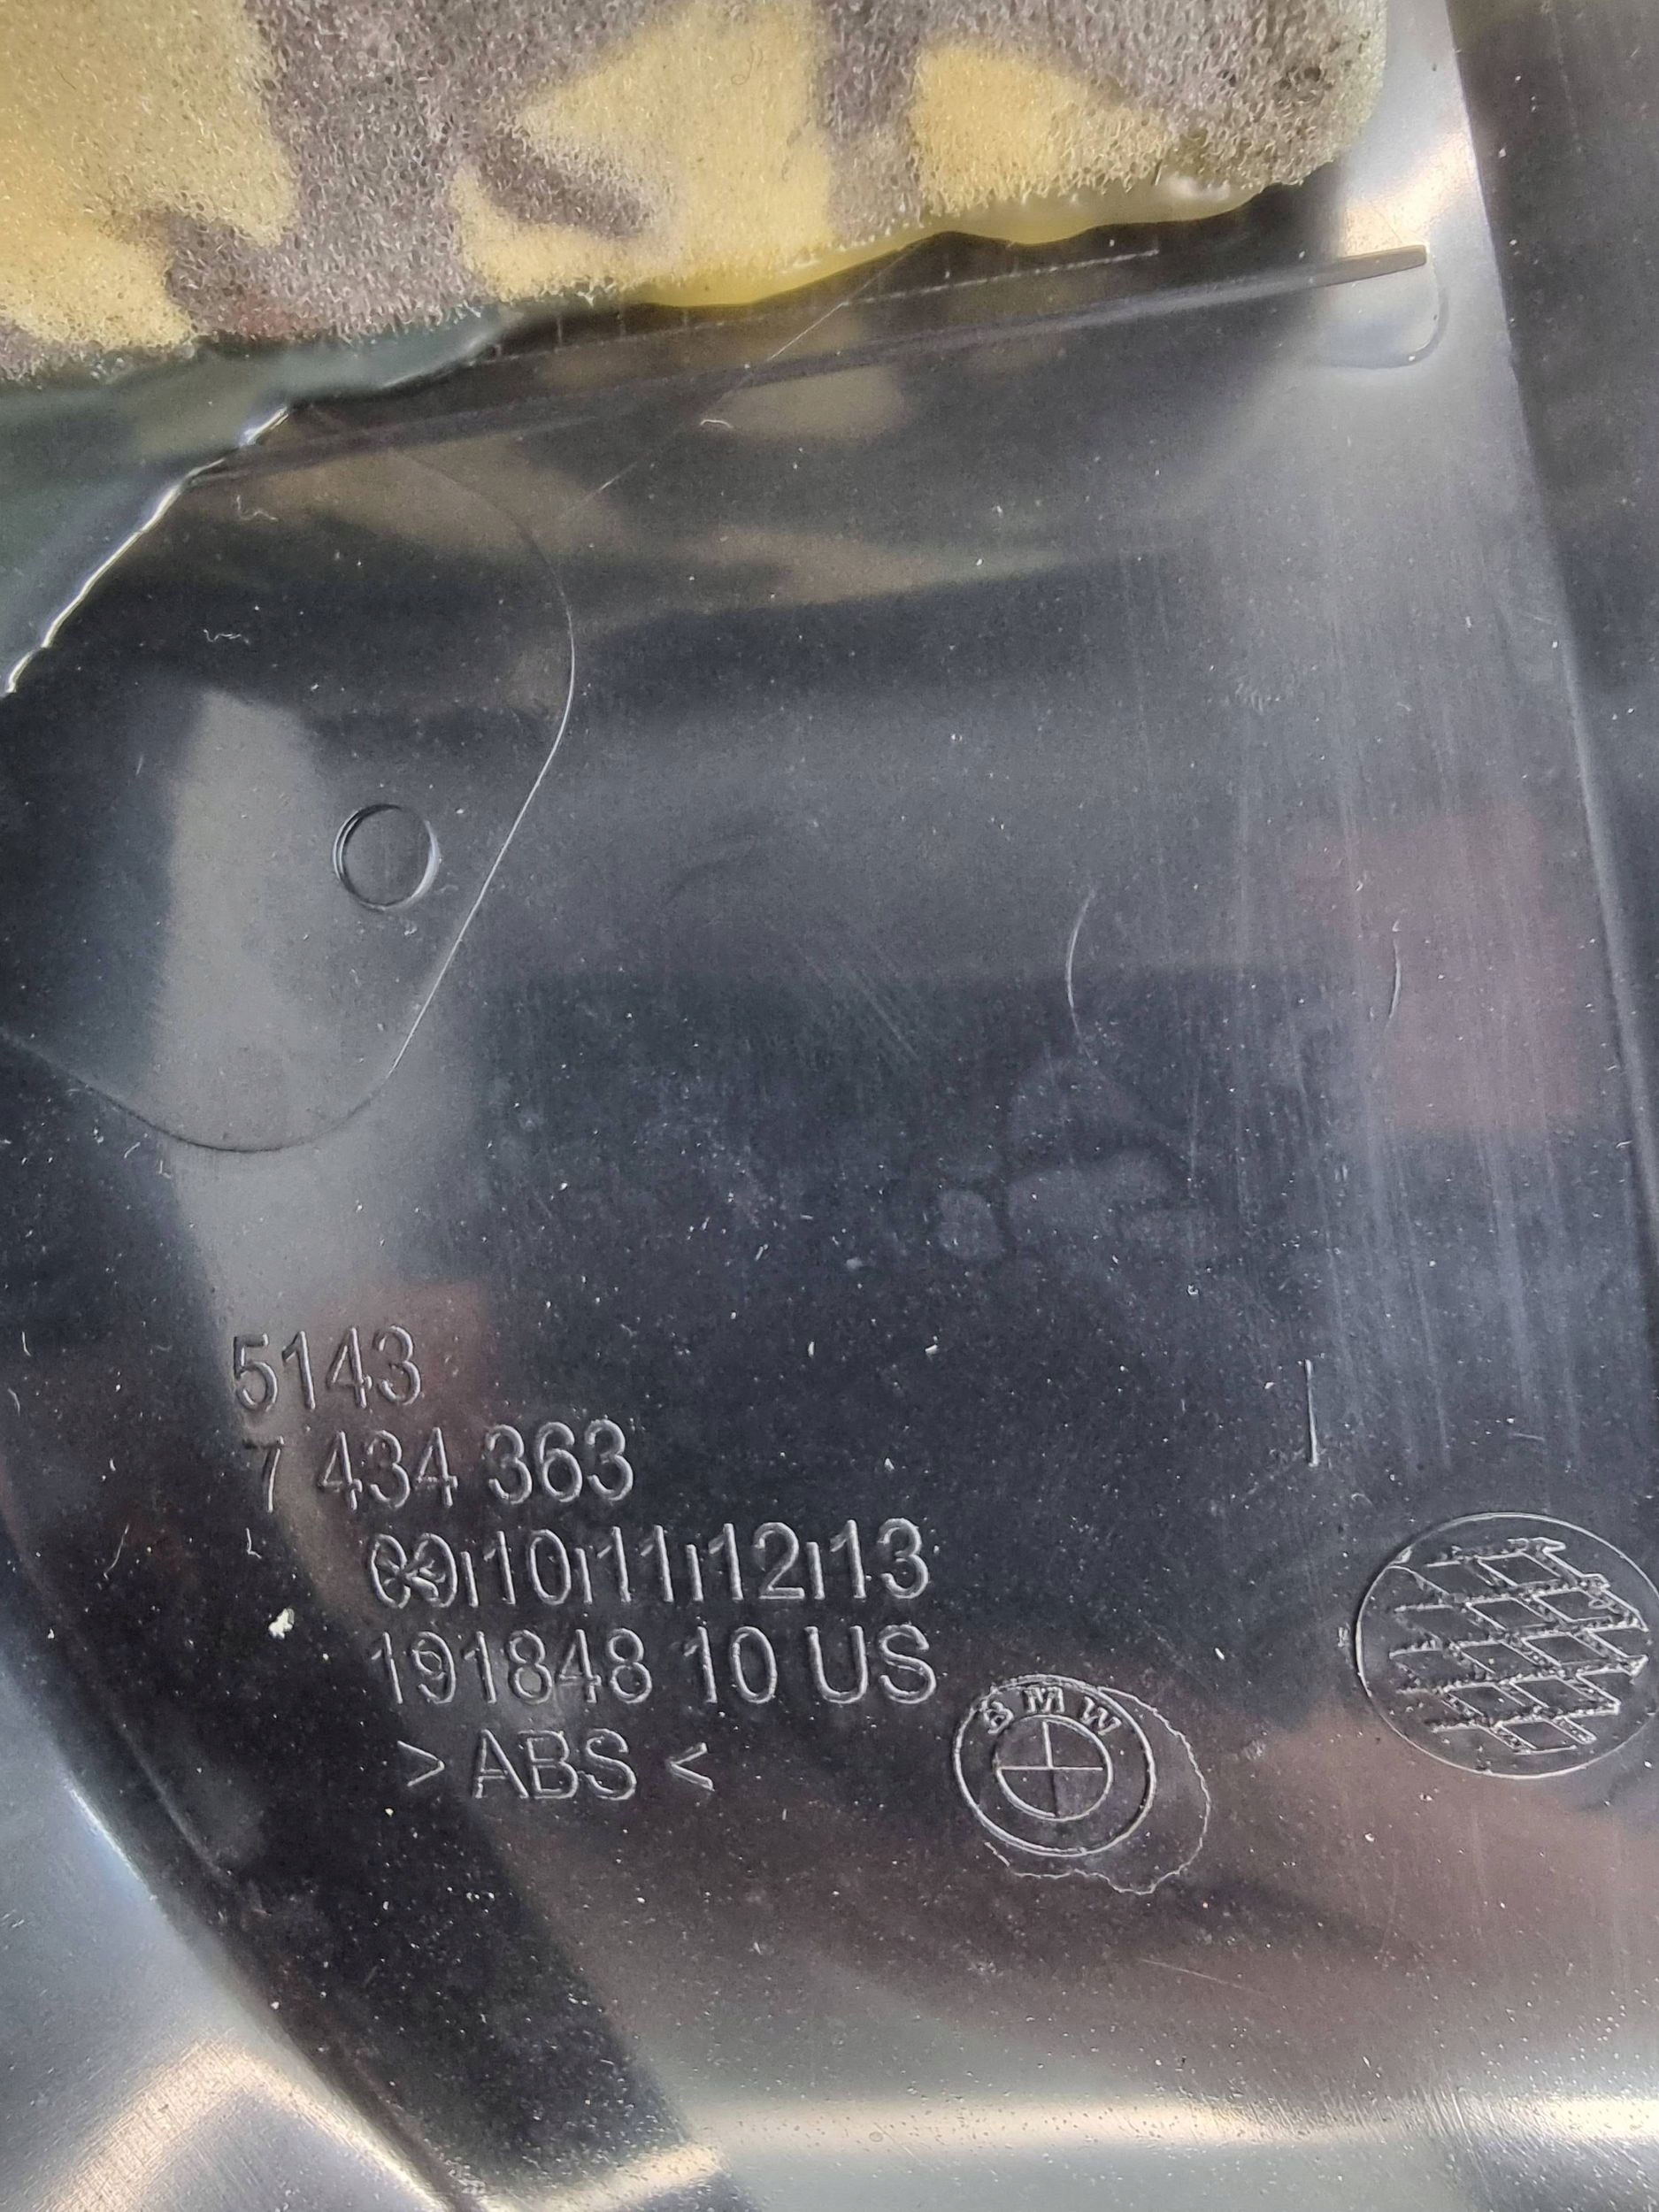 5143
7 434 363
09|10|11|12|13
191848 10 US
> ABS <
BMW